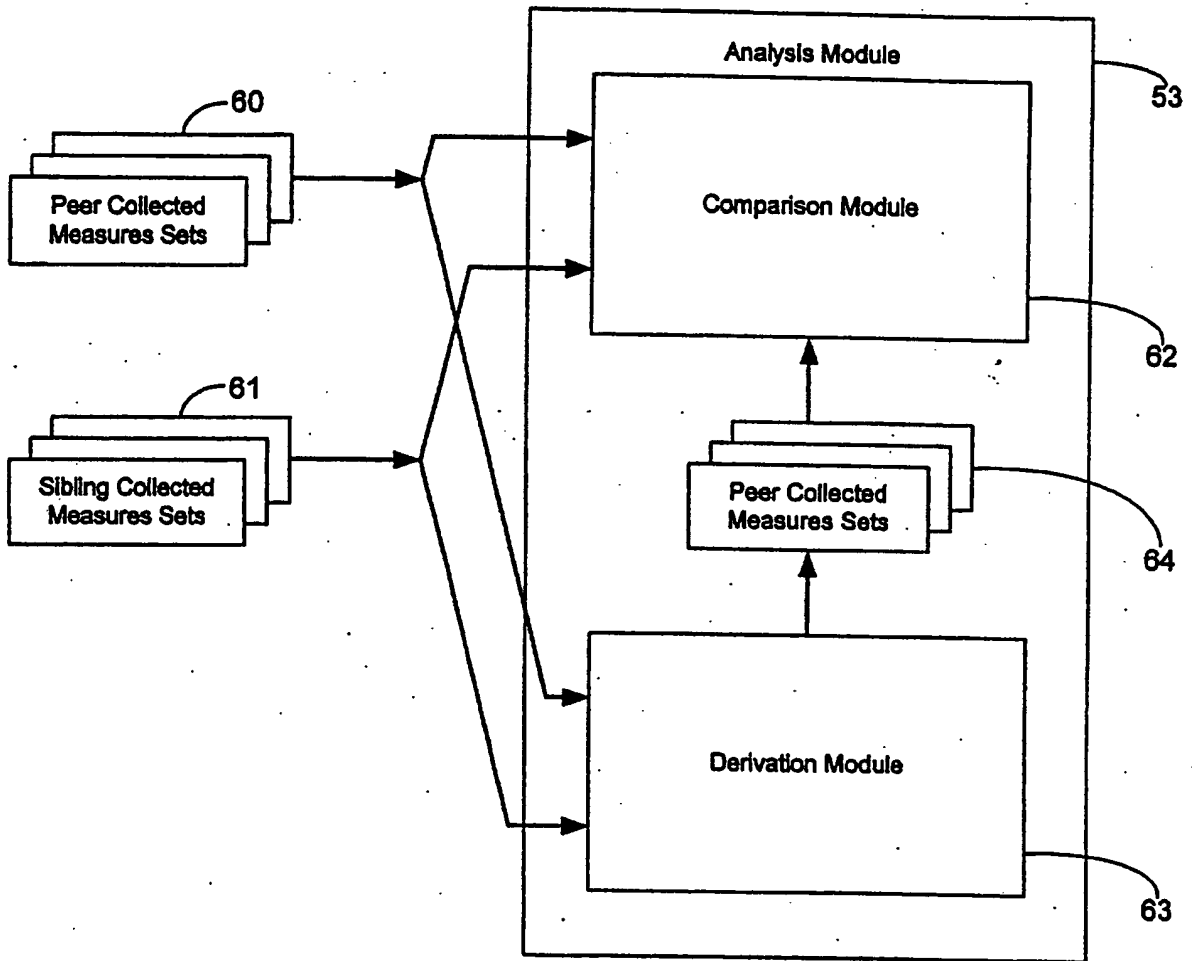 Analysis Module
53
60
Peer Collected
Measures Sets
Comparison Module
62
61
Sibling Collected
Measures Sets
Peer Collected
Measures Sets
64
Derivation Module
63